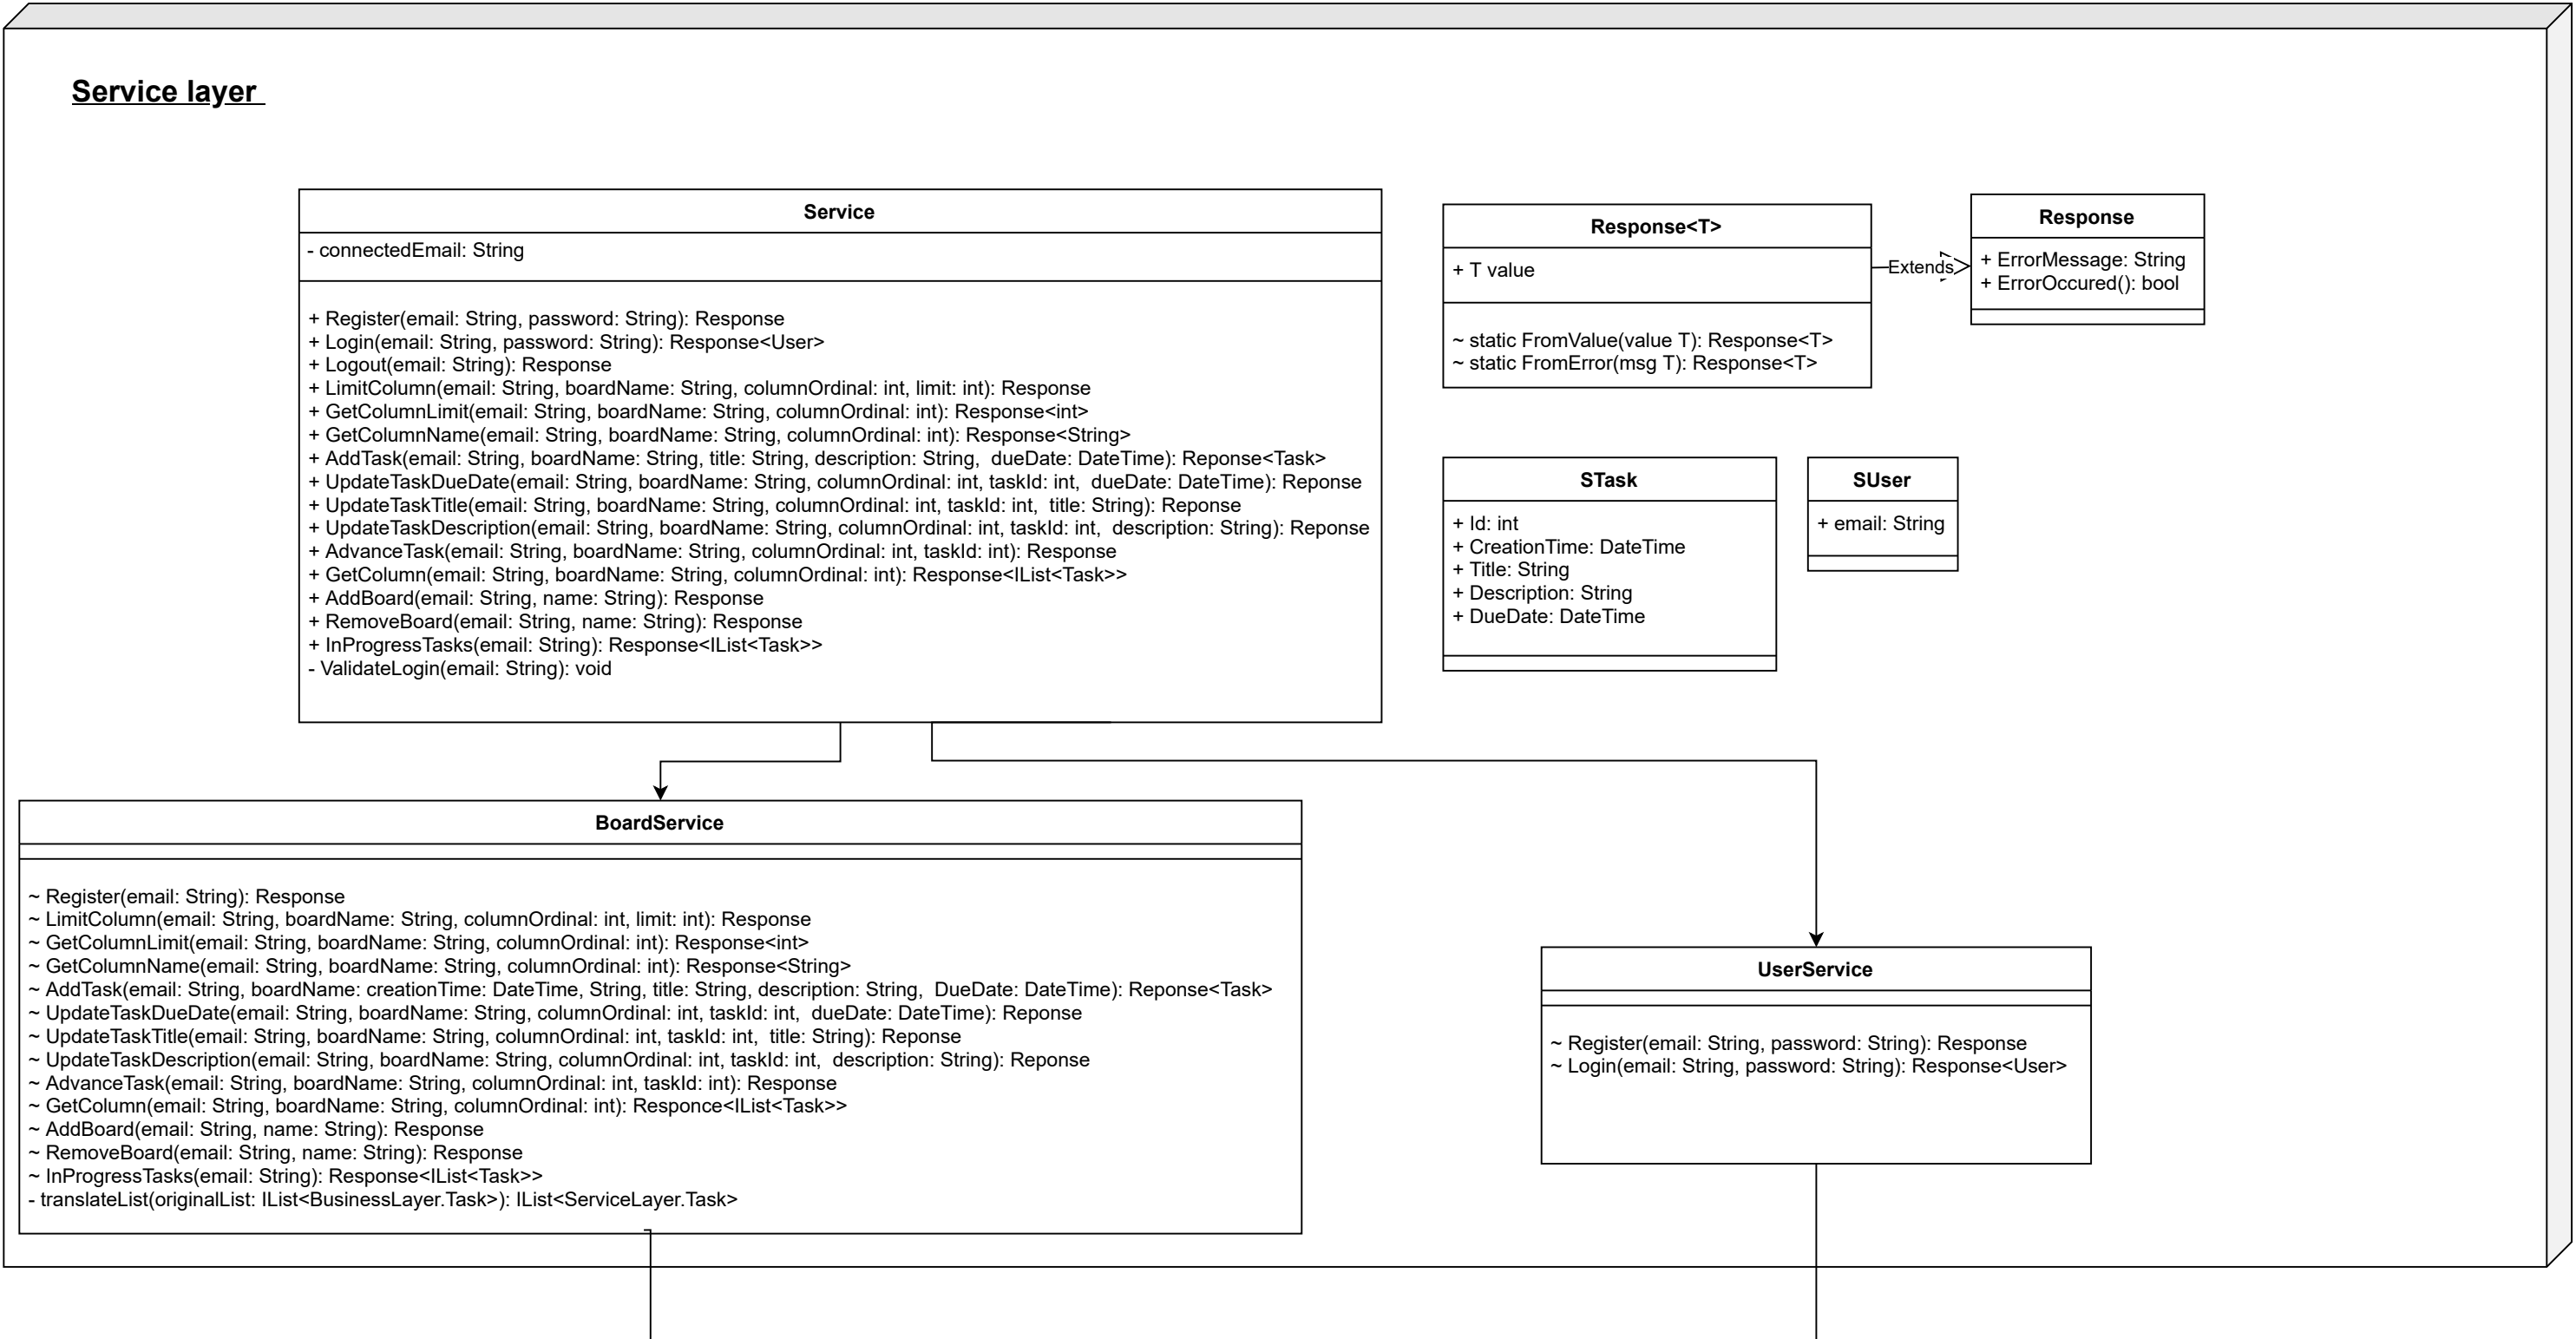 Service layer
Service
- connectedEmail: String
+ Register(email: String, password: String): Response
+ Login(email: String, password: String): Response<User>
+ Logout(email: String): Response
+ LimitColumn(email: String, boardName: String, columnOrdinal: int, limit: int): Response
+ GetColumnLimit(email: String, boardName: String, columnOrdinal: int): Response<int>
+ GetColumnName(email: String, boardName: String, columnOrdinal: int): Response<String>
+ AddTask(email: String, boardName: String, title: String, description: String,  dueDate: DateTime): Reponse<Task>
+ UpdateTaskDueDate(email: String, boardName: String, columnOrdinal: int, taskId: int,  dueDate: DateTime): Reponse
+ UpdateTaskTitle(email: String, boardName: String, columnOrdinal: int, taskId: int,  title: String): Reponse
+ UpdateTaskDescription(email: String, boardName: String, columnOrdinal: int, taskId: int,  description: String): Reponse
+ AdvanceTask(email: String, boardName: String, columnOrdinal: int, taskId: int): Response
+ GetColumn(email: String, boardName: String, columnOrdinal: int): Response<IList<Task>>
+ AddBoard(email: String, name: String): Response
+ RemoveBoard(email: String, name: String): Response
+ InProgressTasks(email: String): Response<IList<Task>>
- ValidateLogin(email: String): void
Response<T>
+ T value
~ static FromValue(value T): Response<T>
~ static FromError(msg T): Response<T>
Extends
Response
+ ErrorMessage: String
+ ErrorOccured(): bool
STask
+ Id: int
+ CreationTime: DateTime
+ Title: String
+ Description: String
+ DueDate: DateTime
SUser
+ email: String
BoardService
~ Register(email: String): Response
~ LimitColumn(email: String, boardName: String, columnOrdinal: int, limit: int): Response
~ GetColumnLimit(email: String, boardName: String, columnOrdinal: int): Response<int>
~ GetColumnName(email: String, boardName: String, columnOrdinal: int): Response<String>
~ AddTask(email: String, boardName: creationTime: DateTime, String, title: String, description: String,  DueDate: DateTime): Reponse<Task>
~ UpdateTaskDueDate(email: String, boardName: String, columnOrdinal: int, taskId: int,  dueDate: DateTime): Reponse
~ UpdateTaskTitle(email: String, boardName: String, columnOrdinal: int, taskId: int,  title: String): Reponse
~ UpdateTaskDescription(email: String, boardName: String, columnOrdinal: int, taskId: int,  description: String): Reponse
~ AdvanceTask(email: String, boardName: String, columnOrdinal: int, taskId: int): Response
~ GetColumn(email: String, boardName: String, columnOrdinal: int): Responce<IList<Task>>
~ AddBoard(email: String, name: String): Response
~ RemoveBoard(email: String, name: String): Response
~ InProgressTasks(email: String): Response<IList<Task>>
- translateList(originalList: IList<BusinessLayer.Task>): IList<ServiceLayer.Task>
UserService
~ Register(email: String, password: String): Response
~ Login(email: String, password: String): Response<User>